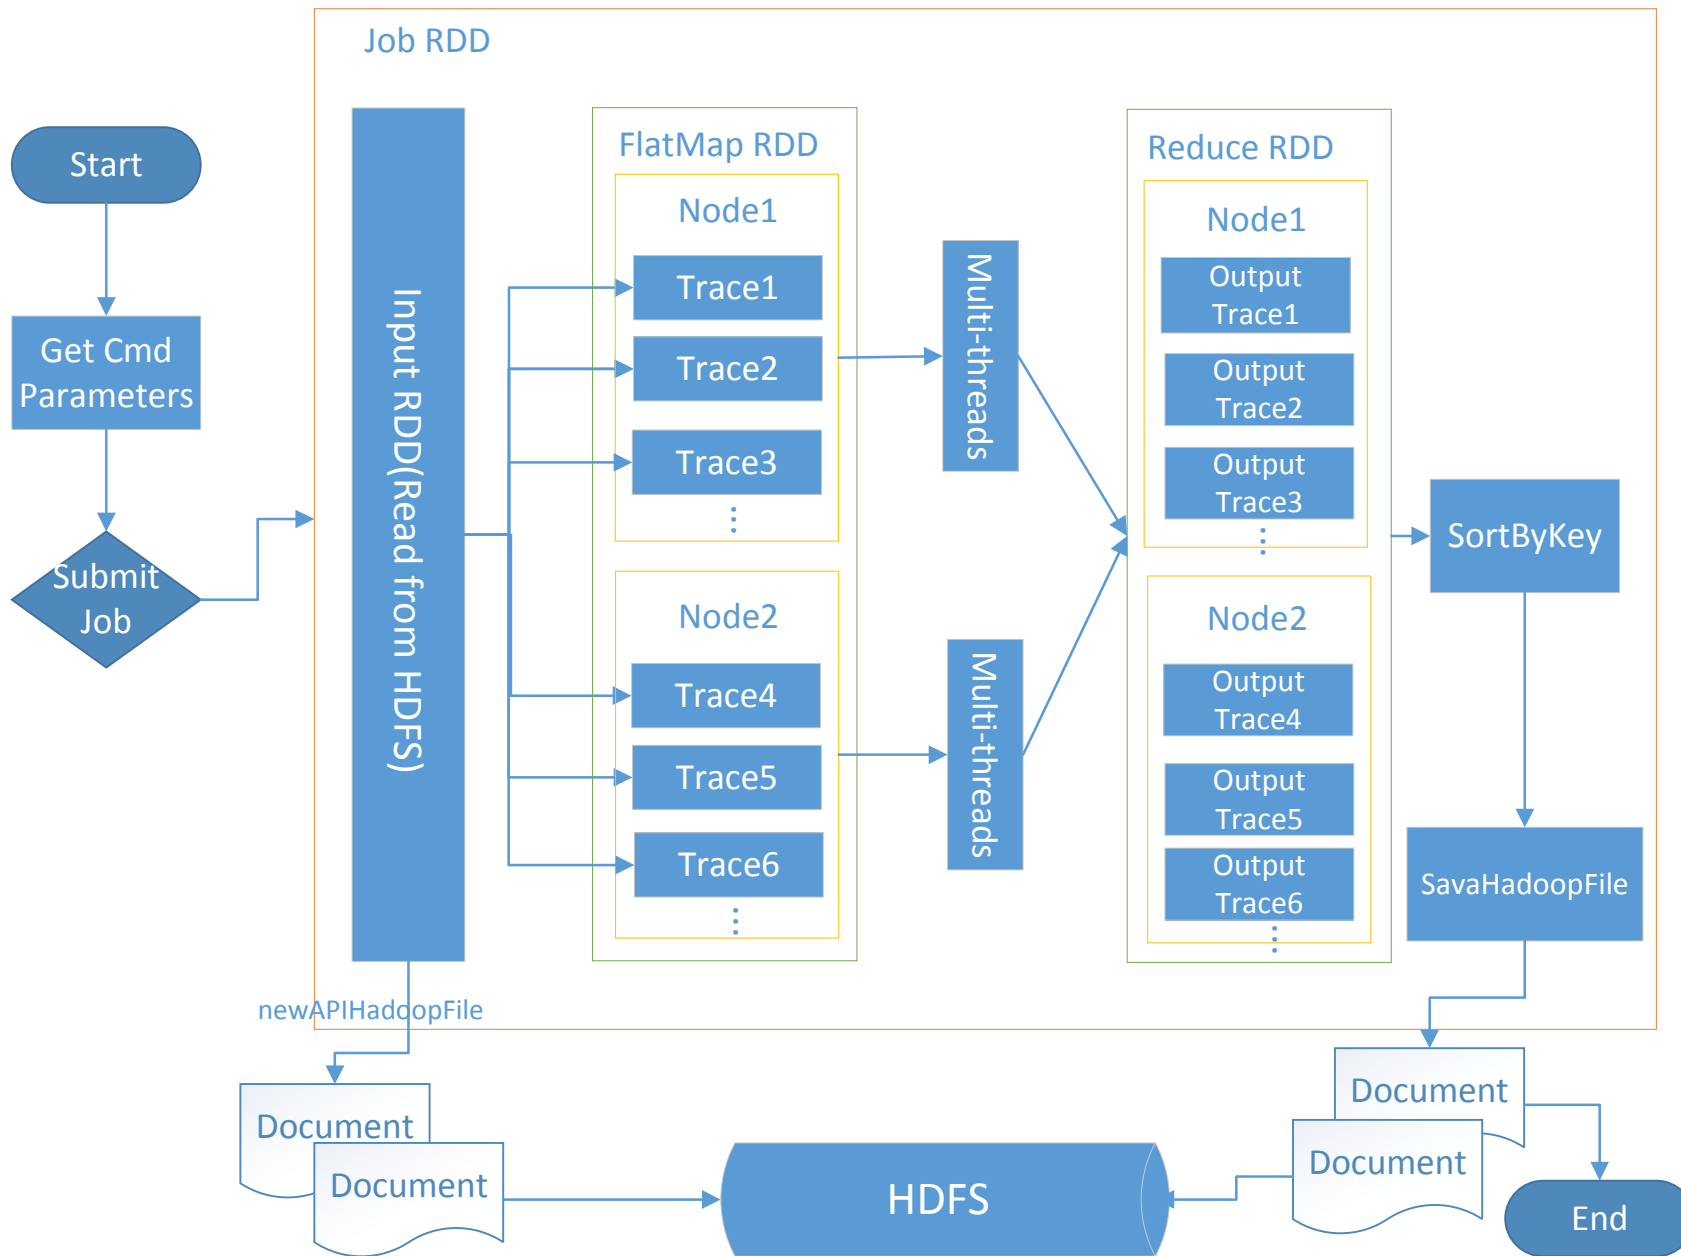 Job RDD
Start
Get Cmd
Parameters
Submit
Job
Input RDD(Read from HDFS)
newAPIHadoopFile
FlatMap RDD
Node1
Trace1
Trace2
Trace3
...
Node2
Trace4
Trace5
Trace6
...
Multi-threads
Multi-threads
Reduce RDD
Node1
Output
Trace1
Output
Trace2
Output
Trace3
...
Node2
Output
Trace4
Output
Trace5
Output
Trace6
...
SortByKey
SavaHadoopFile
Document
Document
HDFS
Document
Document
End